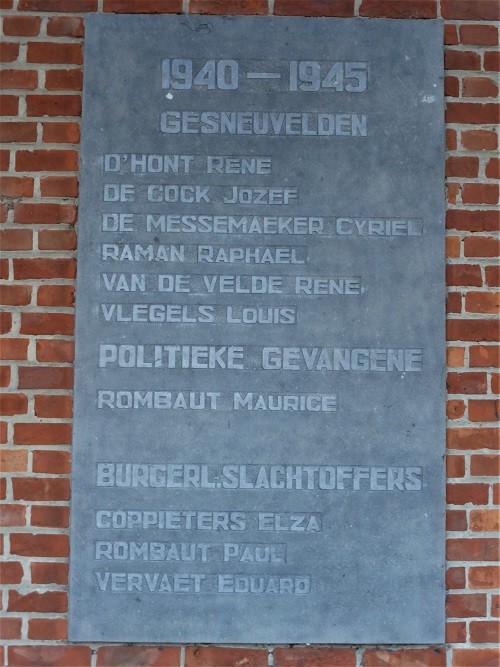 1940 — 1945
GESNEUVELDEN
D'HONT RENE
DE COCK JOZEF
DE MESSEMAEKER CYRIEL
RAMAN RAPHAEL
VAN DE VELDE RENE
VLEGELS LOUIS
POLITIEKE GEVANGENE
ROMBAUT MAURICE
BURGERL. SLACHTOFFERS
COPPIETERS ELZA
ROMBAUT PAUL
VERVAET EDUARD